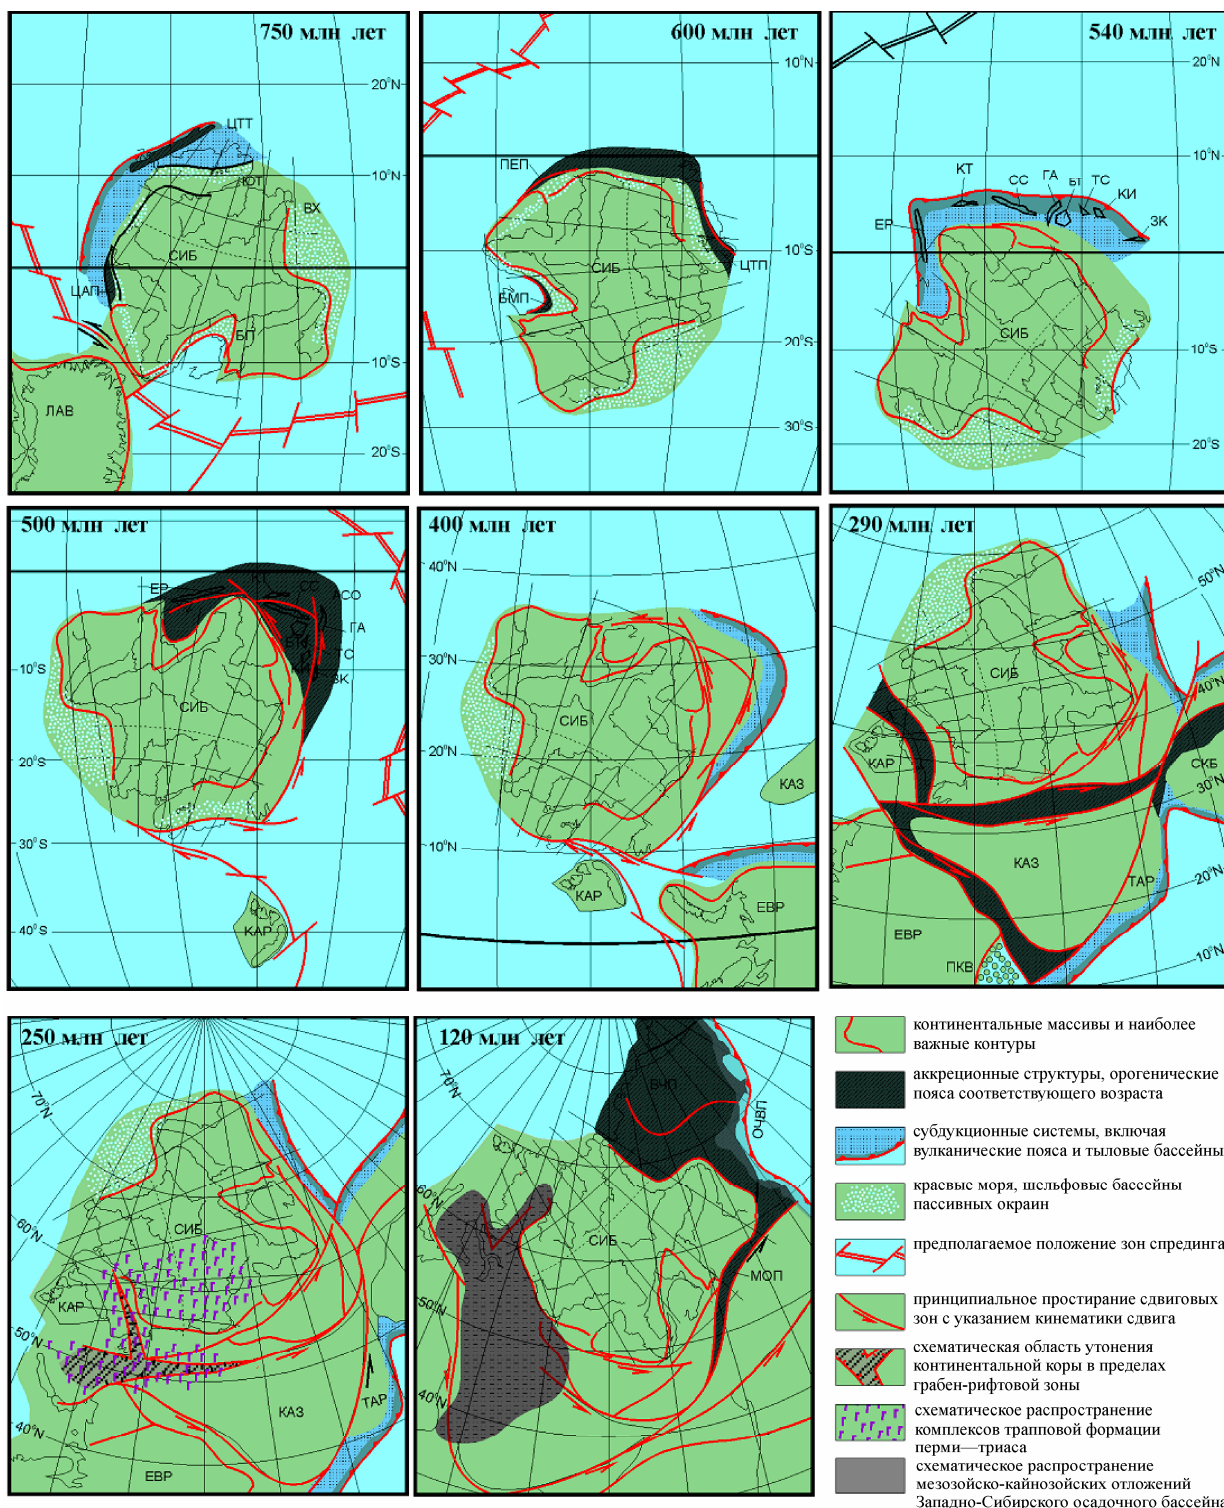 750 млн лет
20°N
ЦТТ
10°N
ЮТ
ВХ
СИБ
ЦАП
БП
10°S
ЛАВ
20°S
600 млн лет
10°N
ПЕП
10°S
СИБ
ЦТП
БМП
20°S
30°S
540 млн лет
20°N
10°N
КТ
СС
ГА
БТ
ТС
КИ
ЗК
ЕР
СИБ
10°S
20°S
500 млн лет
КТ
СС
ЕР
АСО
ГА
ТС
ЗК
10°S
СИБ
20°S
30°S
КАР
40°S
400 млн лет
40°N
30°N
СИБ
20°N
КАЗ
10°N
КАР
ЕВР
290 млн лет
50°N
СИБ
40°N
КАР
СКБ
30°N
КАЗ
ТАР
20°N
ЕВР
ПКВ
10°N
250 млн лет
70°N
СИБ
60°N
КАР
50°N
ТАР
КАЗ
40°N
ЕВР
120 млн лет
70°N
ВЧП
ОЧВП
60°N
СИБ
МОП
50°N
40°N
континентальные массивы и наиболее
важные контуры
аккреционные структуры, орогенические
пояса соответствующего возраста
субдукционные системы, включая
вулканические пояса и тыловые бассейны
краевые моря, шельфовые бассейны
пассивных окраин
предполагаемое положение зон спрединга
принципиальное простирание сдвиговых
зон с указанием кинематики сдвига
схематическая область утонения
континентальной коры в пределах
грабен-рифтовой зоны
схематическое распространение
комплексов трапповой формации
перми—триаса
схематическое распространение
мезозойско-кайнозойских отложений
Западно-Сибирского осадочного бассейна